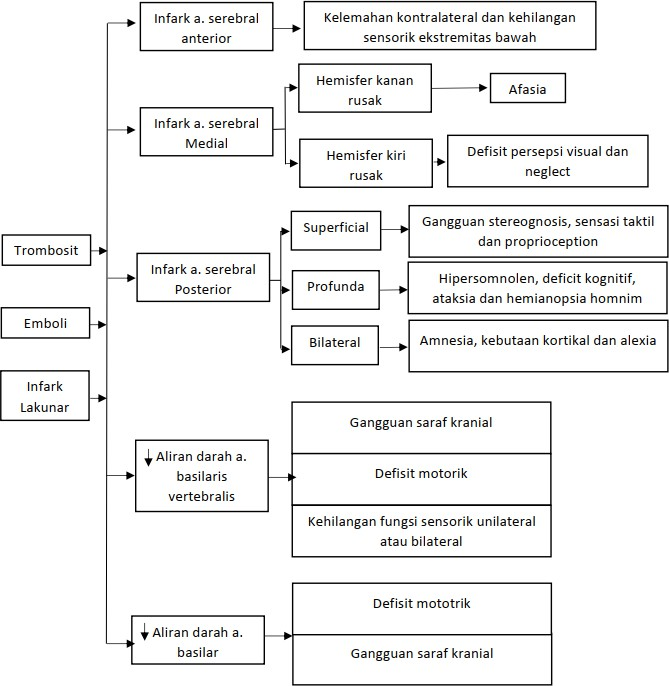 Infark a. serebral
anterior
Kelemahan kontralateral dan kehilangan
sensorik ekstremitas bawah
Infark a. serebral
Medial
Hemisfer kanan
rusak
Afasia
Hemisfer kiri
rusak
Defisit persepsi visual dan
neglect
Trombosit
Emboli
Infark
Lakunar
Infark a. serebral
Posterior
Superficial
Gangguan stereognosis, sensasi taktil
dan proprioception
Profunda
Hipersomnolen, deficit kognitif,
ataksia dan hemianopsia homnim
Bilateral
Amnesia, kebutaan kortikal dan alexia
↓ Aliran darah a.
basilaris
vertebralis
Gangguan saraf kranial
Defisit motorik
Kehilangan fungsi sensorik unilateral
atau bilateral
↓ Aliran darah a.
basilar
Defisit mototrik
Gangguan saraf kranial